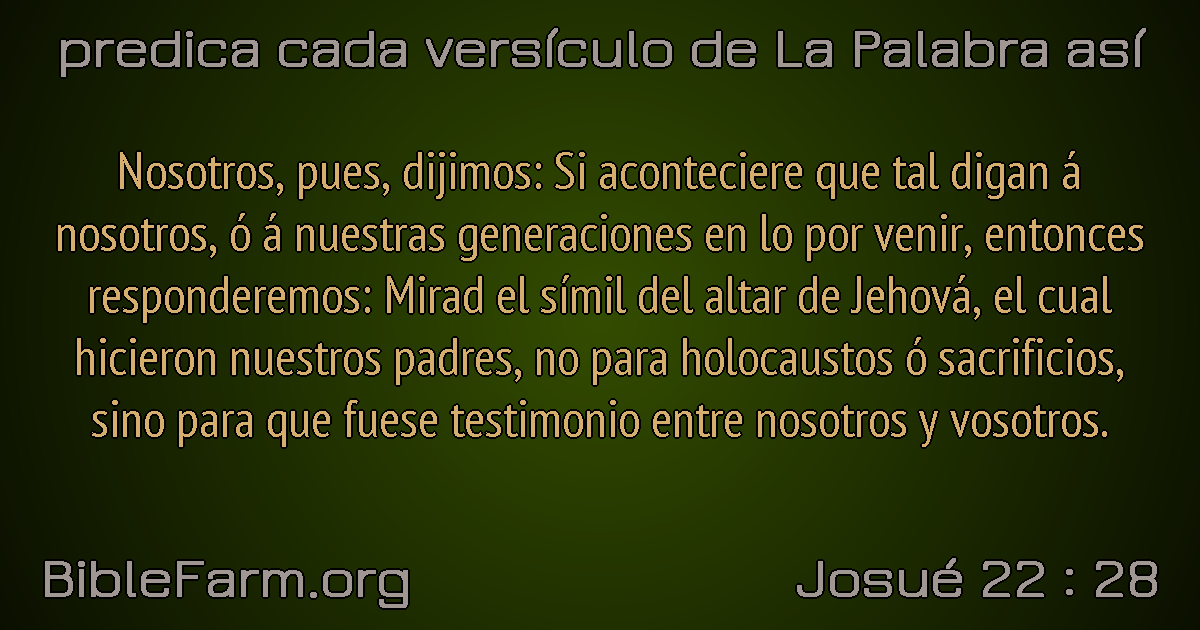 predica cada versículo de La Palabra así
Nosotros, pues, dijimos: Si aconteciere que tal digan á
nosotros, ó á nuestras generaciones en lo por venir, entonces
responderemos: Mirad el símil del altar de Jehová, el cual
hicieron nuestros padres, no para holocaustos ó sacrificios,
sino para que fuese testimonio entre nosotros y vosotros.
BibleFarm.org
Josué 22 : 28